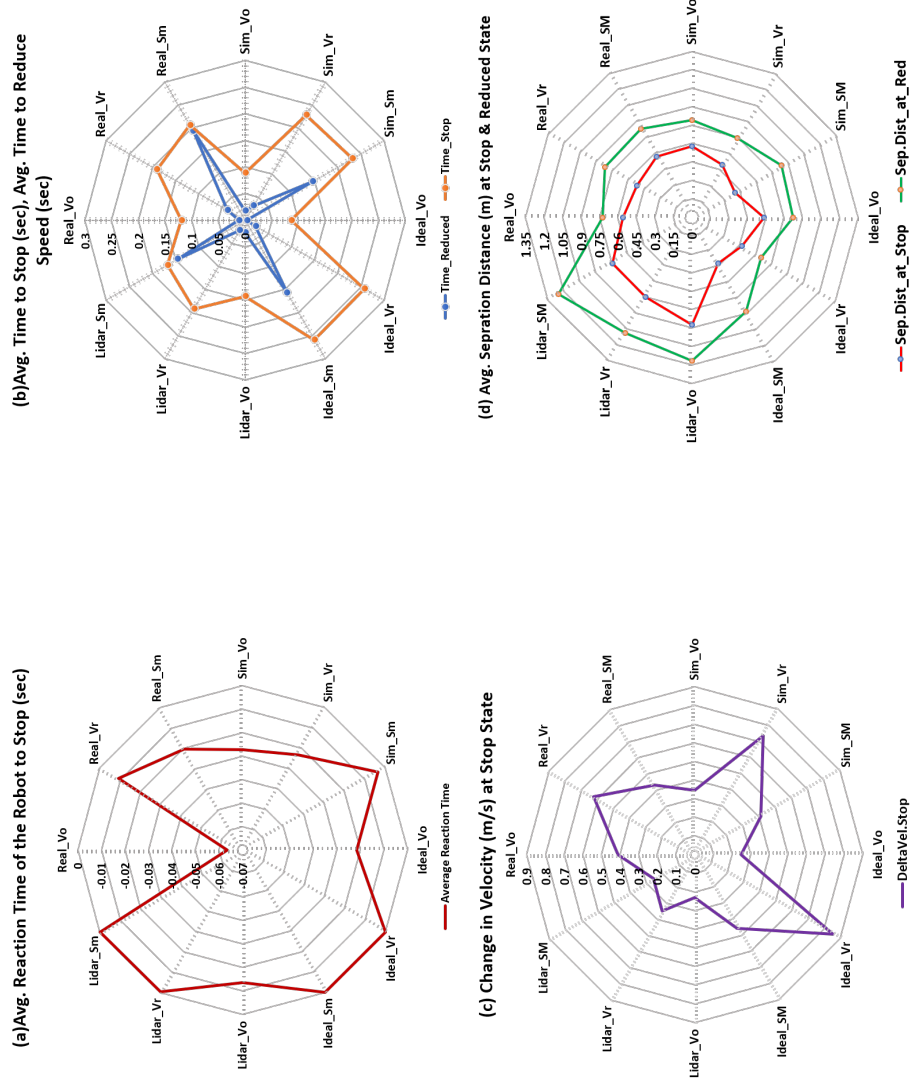 (a)Avg. Reaction Time of the Robot to Stop (sec)
Real_Vo
Real_Vr
Real_Sm
Sim_Vo
Sim_Vr
Sim_Sm
Ideal_Vo
Ideal_Vr
Ideal_Sm
Lidar_Vo
Lidar_Vr
Lidar_Sm
0
-0.01
-0.02
-0.03
-0.04
-0.05
-0.06
-0.07
Average Reaction Time
(b)Avg. Time to Stop (sec), Avg. Time to Reduce
Speed (sec)
Real_Vo
Real_Vr
Real_Sm
Sim_Vo
Sim_Vr
Sim_Sm
Ideal_Vo
Ideal_Vr
Ideal_Sm
Lidar_Vo
Lidar_Vr
Lidar_Sm
0.3
0.25
0.2
0.15
0.1
0.05
0
Time_Reduced
Time_Stop
(c) Change in Velocity (m/s) at Stop State
Real_Vo
Real_Vr
Real_SM
Sim_Vo
Sim_Vr
Sim_SM
Ideal_Vo
Ideal_Vr
Ideal_SM
Lidar_Vo
Lidar_Vr
Lidar_SM
0.9
0.8
0.7
0.6
0.5
0.4
0.3
0.2
0.1
0
DeltaVel.Stop
(d) Avg. Sepration Distance (m) at Stop & Reduced State
Real_Vo
Real_Vr
Real_SM
Sim_Vo
Sim_Vr
Sim_SM
Ideal_Vo
Ideal_Vr
Ideal_SM
Lidar_Vo
Lidar_Vr
Lidar_SM
1.35
1.2
1.05
0.9
0.75
0.6
0.45
0.3
0.15
0
Sep.Dist_at_Stop
Sep.Dist_at_Red